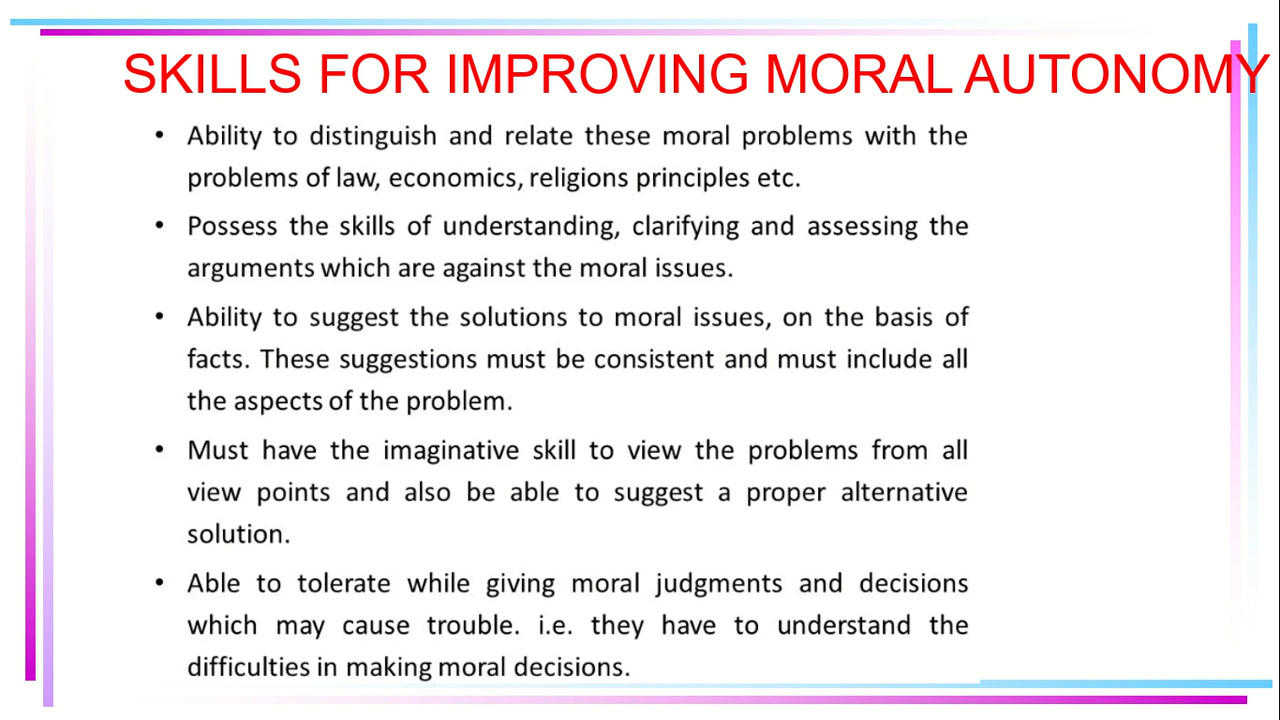 SKILLS FOR IMPROVING MORAL AUTONOMY
• Ability to distinguish and relate these moral problems with the
problems of law, economics, religions principles etc.
• Possess the skills of understanding, clarifying and assessing the
arguments which are against the moral issues.
• Ability to suggest the solutions to moral issues, on the basis of
facts. These suggestions must be consistent and must include all
the aspects of the problem.
• Must have the imaginative skill to view the problems from all
view points and also be able to suggest a proper alternative
solution.
• Able to tolerate while giving moral judgments and decisions
which may cause trouble. i.e. they have to understand the
difficulties in making moral decisions.